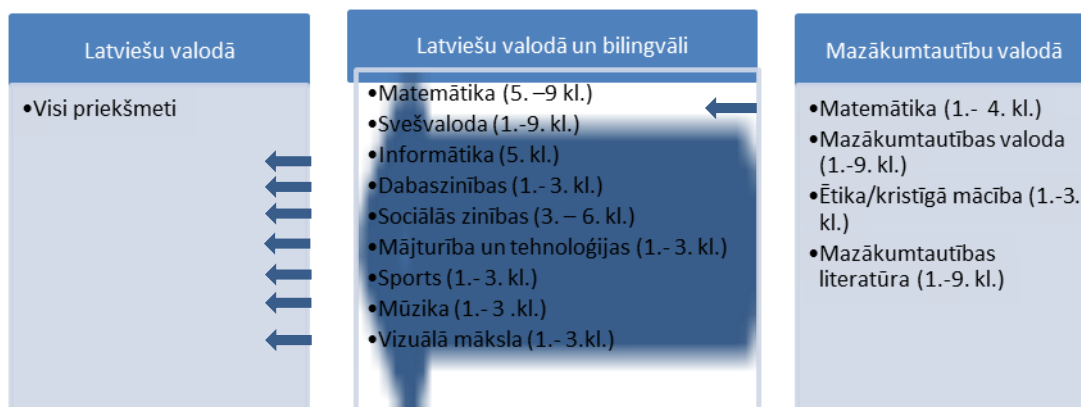 Latviešu valodā
•Visi priekšmeti
Latviešu valodā un bilingvāli
•Matemātika (5. –9 kl.)
•Svešvaloda (1.-9. kl.)
•Informātika (5. kl.)
•Dabaszinības (1.- 3. kl.)
•Sociālās zinības (3. – 6. kl.)
•Mājturība un tehnoloģijas (1.- 3. kl.)
•Sports (1.- 3. kl.)
•Mūzika (1.- 3 .kl.)
•Vizuālā māksla (1.- 3.kl.)
Mazākumtautību valodā
•Matemātika (1.- 4. kl.)
•Mazākumtautības valoda
(1.-9. kl.)
•Ētika/kristīgā mācība (1.-3.
kl.)
•Mazākumtautības
literatūra (1.-9. kl.)